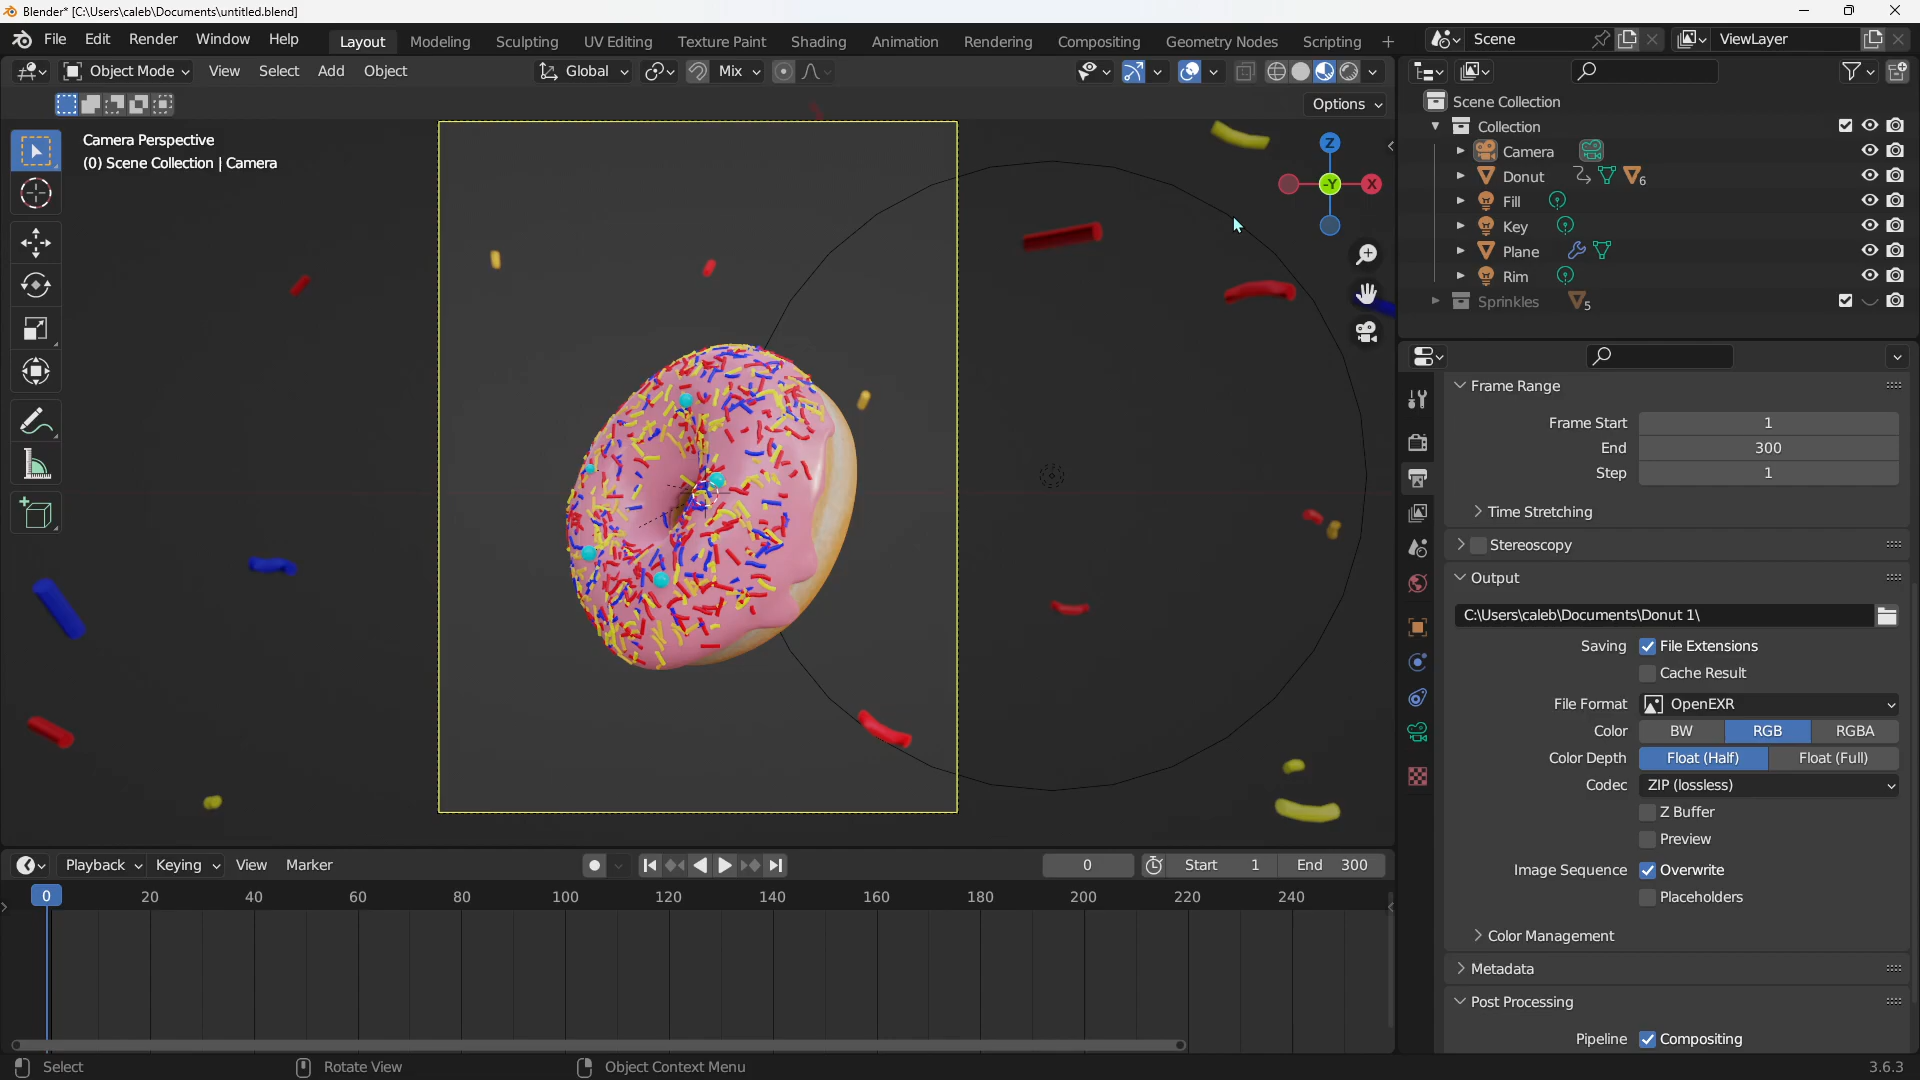 Blender* [C:\Users\caleb\Documents\untitled.blend]
File Edit Render Window Help Layout Modeling Sculpting UV Editing Texture Paint Shading Animation Rendering Compositing Geometry Nodes Scripting + Scene ViewLayer
Object Mode View Select Add Object Global Mix
Options
Camera Perspective
(0) Scene Collection | Camera
Z
-Y
X
Scene Collection
Collection
Camera
Donut 6
Fill
Key
Plane
Rim
Sprinkles 5
Frame Range
Frame Start 1
End 300
Step 1
Time Stretching
Stereoscopy
Output
C:\Users\caleb\Documents\Donut 1\
Saving File Extensions
Cache Result
File Format OpenEXR
Color BW RGB RGBA
Color Depth Float (Half) Float (Full)
Codec ZIP (lossless)
Z Buffer
Preview
Image Sequence Overwrite
Placeholders
Color Management
Metadata
Post Processing
Pipeline Compositing
Playback Keying View Marker 0 Start 1 End 300
0 20 40 60 80 100 120 140 160 180 200 220 240
Select Rotate View Object Context Menu 3.6.3